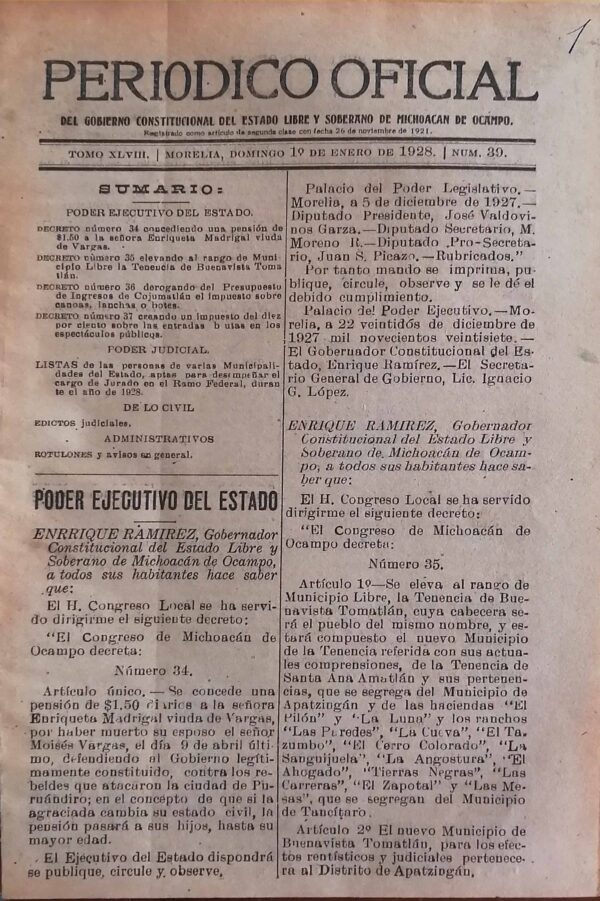 1
PERIODICO OFICIAL
DEL GOBIERNO CONSTITUCIONAL DEL ESTADO LIBRE Y SOBERANO DE MICHOACAN DE OCAMPO.
Registrado como artículo de segunda clase con fecha 26 de noviembre de 1921.
TOMO XLVIII. | MORELIA, DOMINGO 1º DE ENERO DE 1928. | NUM. 39.
SUMARIO:
PODER EJECUTIVO DEL ESTADO.
DECRETO número 34 concediendo una pensión de
$1.50 a la señora Enriqueta Madrigal viuda
de Vargas.
DECRETO número 35 elevando al rango de Muni
cipio Libre la Tenencia de Buenavista Toma
tlán.
DECRETO número 36 derogando del Presupuesto
de Ingresos de Cojumatlán el Impuesto sobre
canoas, lanchas o botes.
DECRETO número 37 creando un impuesto del diez
por ciento sobre las entradas b utas en los
espectáculos públicos.
PODER JUDICIAL.
LISTAS de las personas de varias Municipali-
dades del Estado, aptas para desempeñar el
cargo de Jurado en el Ramo Federal, duran
te el año de 1928.
DE LO CIVIL
EDICTOS judiciales.
ADMINISTRATIVOS
ROTULONES y avisos en general.
PODER EJECUTIVO DEL ESTADO
ENRRIQUE RAMIREZ, Gobernador
Constitucional del Estado Libre y
Soberano de Michoacán de Ocampo,
a todos sus habitantes hace saber
que:
El H. Congreso Local se ha servi-
do dirigirme el siguiente decreto:
"El Congreso de Michoacán de
Ocampo decreta:
Número 34.
Artículo único.—Se concede una
pensión de $1.50 diarios a la señora
Enriqueta Madrigal viuda de Vargas,
por haber muerto su esposo el señor
Moisés Vargas, el día 9 de abril últi-
mo, defendiendo al Gobierno legíti-
mamente constituido, contra los re-
beldes que atacaron la ciudad de Pu-
ruándiro; en el concepto de que si la
agraciada cambia su estado civil, la
pensión pasará a sus hijos, hasta su
mayor edad.
El Ejecutivo del Estado dispondrá
se publique, circule y observe.
Palacio del Poder Legislativo.—
Morelia, a 5 de diciembre de 1927.—
Diputado Presidente, José Valdovi-
nos Garza.—Diputado Secretario, M.
Moreno R.—Diputado Pro-Secreta-
rio, Juan S. Picazo.—Rubricados."
Por tanto mando se imprima, pu-
blique, circule, observe y se le dé el
debido cumplimiento.
Palacio del Poder Ejecutivo.—Mo-
relia, a 22 veintidós de diciembre de
1927 mil novecientos veintisiete.—
El Gobernador Constitucional del Es-
tado, Enrique Ramírez.—El Secreta-
rio General de Gobierno, Lic. Ignacio
G. López.
ENRIQUE RAMIREZ, Gobernador
Constitucional del Estado Libre y
Soberano de Michoacán de Ocam-
po, a todos sus habitantes hace sa-
ber que:
El H. Congreso Local se ha servido
dirigirme el siguiente decreto:
"El Congreso de Michoacán de
Ocampo decreta:
Número 35.
Artículo 1º—Se eleva al rango de
Municipio Libre, la Tenencia de Bue-
navista Tomatlán, cuya cabecera se-
rá el pueblo del mismo nombre, y es-
tará compuesto el nuevo Municipio
de la Tenencia referida con sus actua-
les comprensiones, de la Tenencia de
Santa Ana Amatlán y sus pertenen-
cias, que se segrega del Municipio de
Apatzingán y de las haciendas "El
Pilón" y "La Luna" y los ranchos
"Las Paredes", "La Cueva", "El Ta-
zumbo", "El Cerro Colorado", "La
Sanguijuela", "La Angostura", "El
Ahogado", "Tierras Negras", "Las
Carreras", "El Zapotal" y "Las Me-
sas", que se segregan del Municipio
de Tancítaro.
Artículo 2º El nuevo Municipio de
Buenavista Tomatlán, para los efec-
tos rentísticos y judiciales pertenece-
ra al Distrito de Apatzingán.